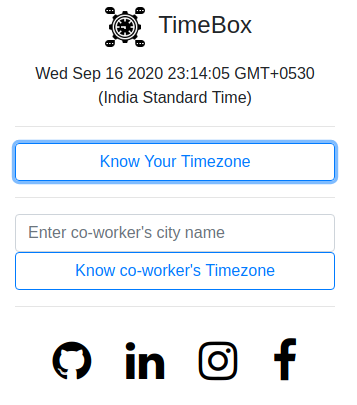 TimeBox
Wed Sep 16 2020 23:14:05 GMT+0530
(India Standard Time)
Know Your Timezone
Enter co-worker's city name
Know co-worker's Timezone